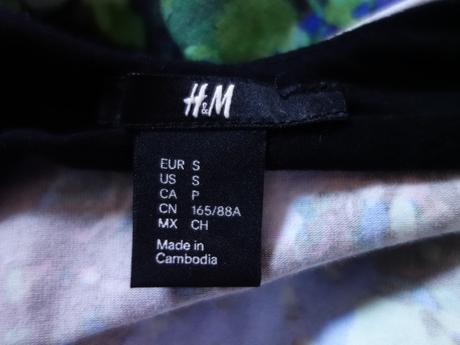 H&M
EUR S
US S
CA P
CN 165/88A
MX CH
Made in
Cambodia